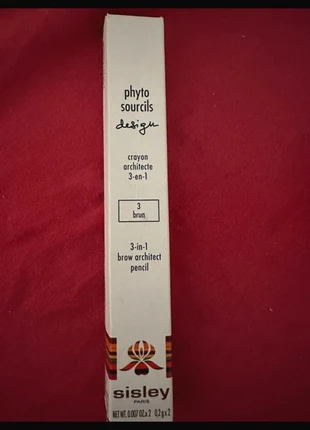 phyto
sourcils
design
crayon
architecte
3-en-1
3
brun
3-in-1
brow architect
pencil
sisley
PARIS
NET WT. 0.007 OZ.x 2 0,2 g x 2